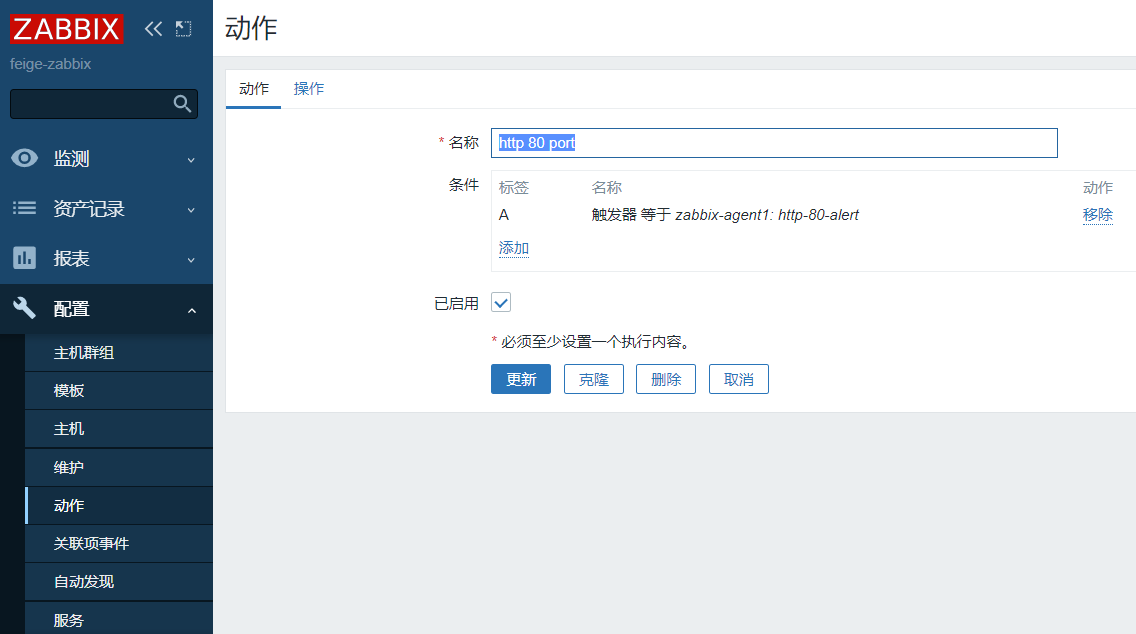 ZABBIX
feige-zabbix
监测
资产记录
报表
配置
主机群组
模板
主机
维护
动作
关联项事件
自动发现
服务
动作
动作 操作
* 名称 http 80 port
条件 标签 名称 动作
A 触发器 等于 zabbix-agent1: http-80-alert 移除
添加
已启用
* 必须至少设置一个执行内容。
更新 克隆 删除 取消